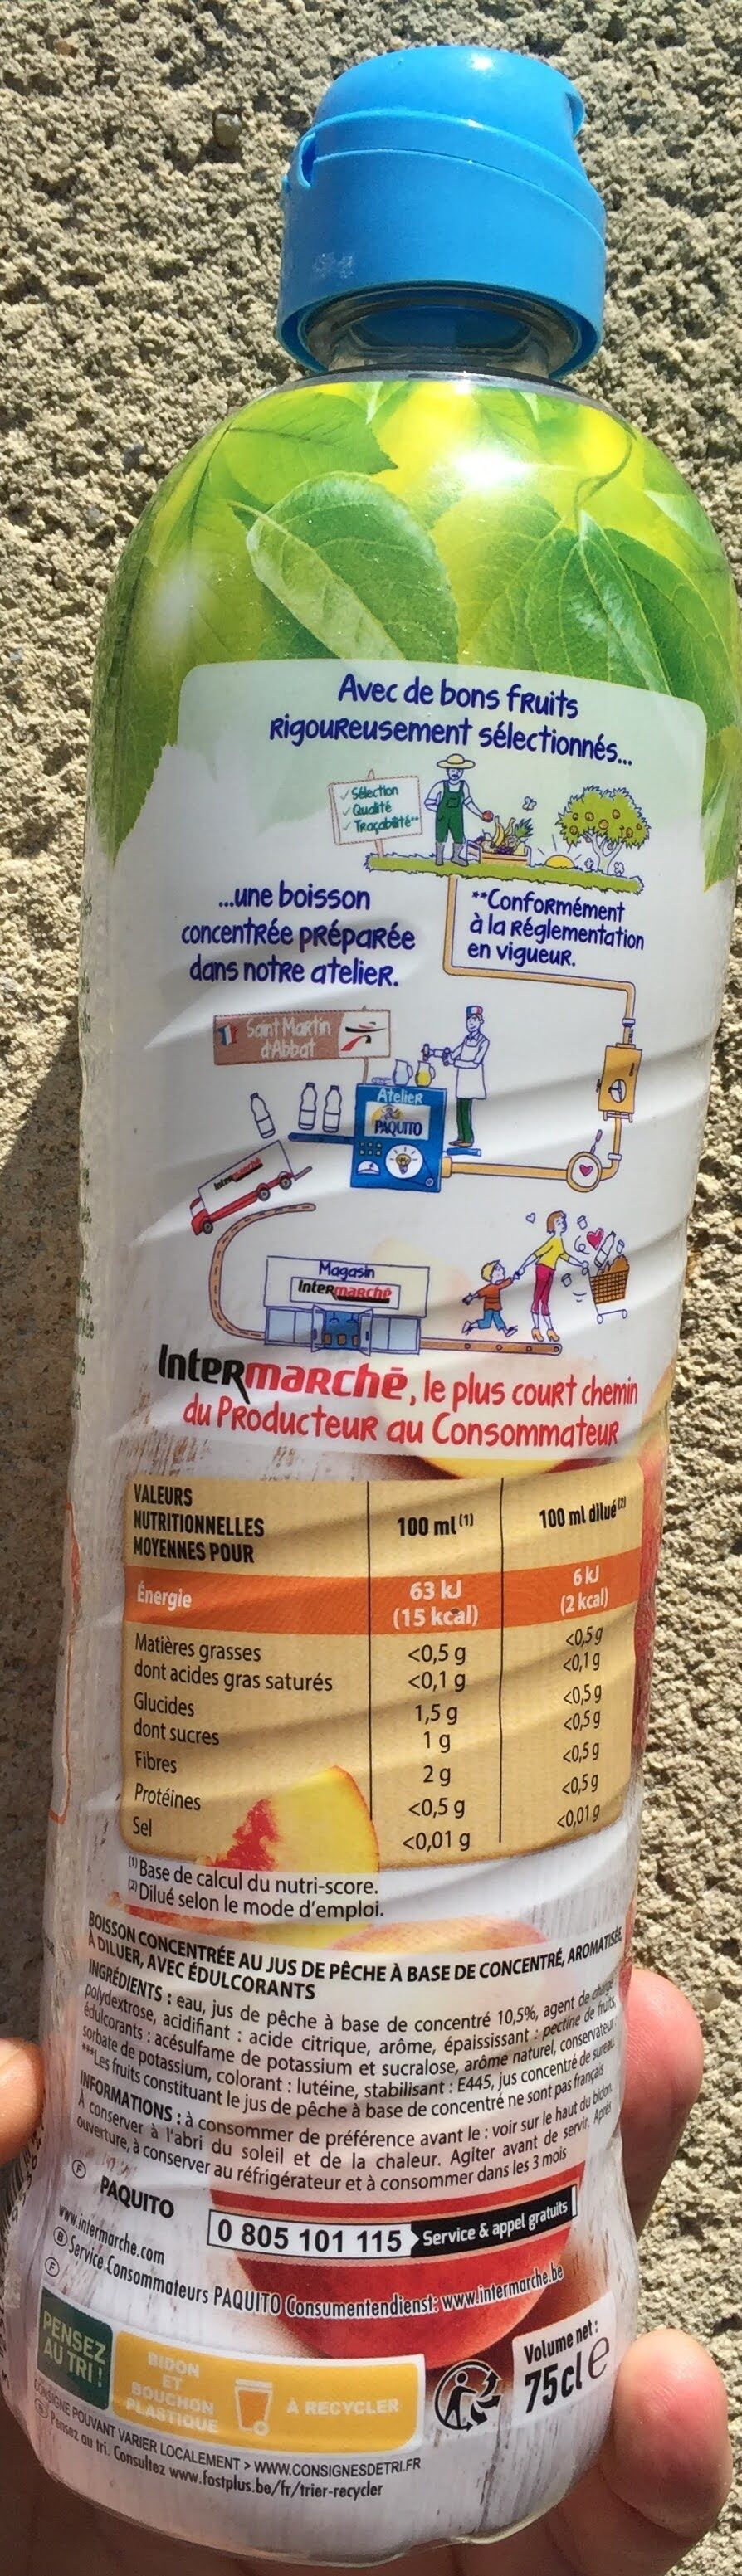 Avec de bons fruits
Rigoureusement sélectionnés...
✓ Sélection
✓ Qualité
✓ Traçabilité**
...une boisson
concentrée préparée
dans notre atelier.
**Conformément
à la Réglementation
en vigueur.
Saint Martin
d'Abbat
Atelier
PAQUITO
Intermarché
Magasin
Intermarché
Intermarchē, le plus court chemin
du Producteur au Consommateur
VALEURS
NUTRITIONNELLES
MOYENNES POUR
100 ml (1)
100 ml dilué (2)
Énergie
63 kJ
(15 kcal)
6 kJ
(2 kcal)
Matières grasses <0,5 g <0,5 g
dont acides gras saturés <0,1 g <0,1 g
Glucides 1,5 g <0,5 g
dont sucres 1 g <0,5 g
Fibres 2 g <0,5 g
Protéines <0,5 g <0,5 g
Sel <0,01 g <0,01 g
(1) Base de calcul du nutri-score.
(2) Dilué selon le mode d'emploi.
BOISSON CONCENTRÉE AU JUS DE PÊCHE À BASE DE CONCENTRÉ, AROMATISÉE,
À DILUER, AVEC ÉDULCORANTS
INGRÉDIENTS : eau, jus de pêche à base de concentré 10,5%, agent de charge
polydextrose, acidifiant : acide citrique, arôme, épaississant : pectine de fruits,
édulcorants : acésulfame de potassium et sucralose, arôme naturel, conservateur :
sorbate de potassium, colorant : lutéine, stabilisant : E445, jus concentré de sureau.
***Les fruits constituant le jus de pêche à base de concentré ne sont pas français
INFORMATIONS : à consommer de préférence avant le : voir sur le haut du bidon.
À conserver à l'abri du soleil et de la chaleur. Agiter avant de servir. Après
ouverture, à conserver au réfrigérateur et à consommer dans les 3 mois
F PAQUITO
0 805 101 115 Service & appel gratuits
www.intermarche.com
B Service Consommateurs PAQUITO Consumentendienst: www.intermarche.be
F
PENSEZ
AU TRI !
BIDON
ET
BOUCHON
PLASTIQUE
À RECYCLER
Volume net :
75cl e
CONSIGNE POUVANT VARIER LOCALEMENT > WWW.CONSIGNESDETRI.FR
B Pensez au tri. Consultez www.fostplus.be/fr/trier-recycler